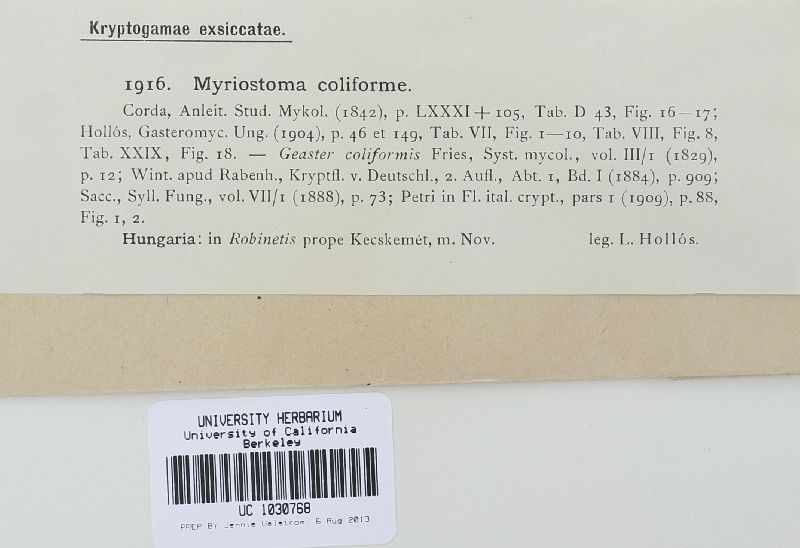 Kryptogamae exsiccatae.
1916. Myriostoma coliforme.
Corda, Anleit. Stud. Mykol. (1842), p. LXXXI + 105, Tab. D 43, Fig. 16—17;
Hollós, Gasteromyc. Ung. (1904), p. 46 et 149, Tab. VII, Fig. 1—10, Tab. VIII, Fig. 8,
Tab. XXIX, Fig. 18. — Geaster coliformis Fries, Syst. mycol., vol. III/1 (1829),
p. 12; Wint. apud Rabenh., Kryptfl. v. Deutschl., 2. Aufl., Abt. 1, Bd. I (1884), p. 909;
Sacc., Syll. Fung., vol. VII/1 (1888), p. 73; Petri in Fl. ital. crypt., pars 1 (1909), p. 88,
Fig. 1, 2.
Hungaria: in Robinetis prope Kecskemét, m. Nov. leg. L. Hollós.
UNIVERSITY HERBARIUM
University of California
Berkeley
UC 1030768
PREP BY Jennie Walstrom, 6 Aug 2013